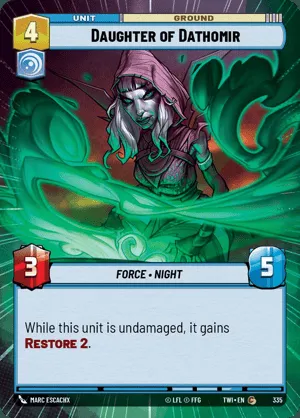 UNIT
GROUND
4
DAUGHTER OF DATHOMIR
3
FORCE • NIGHT
5
While this unit is undamaged, it gains
RESTORE 2.
MARC ESCACHX
© LFL © FFG
TWI • EN
C
335